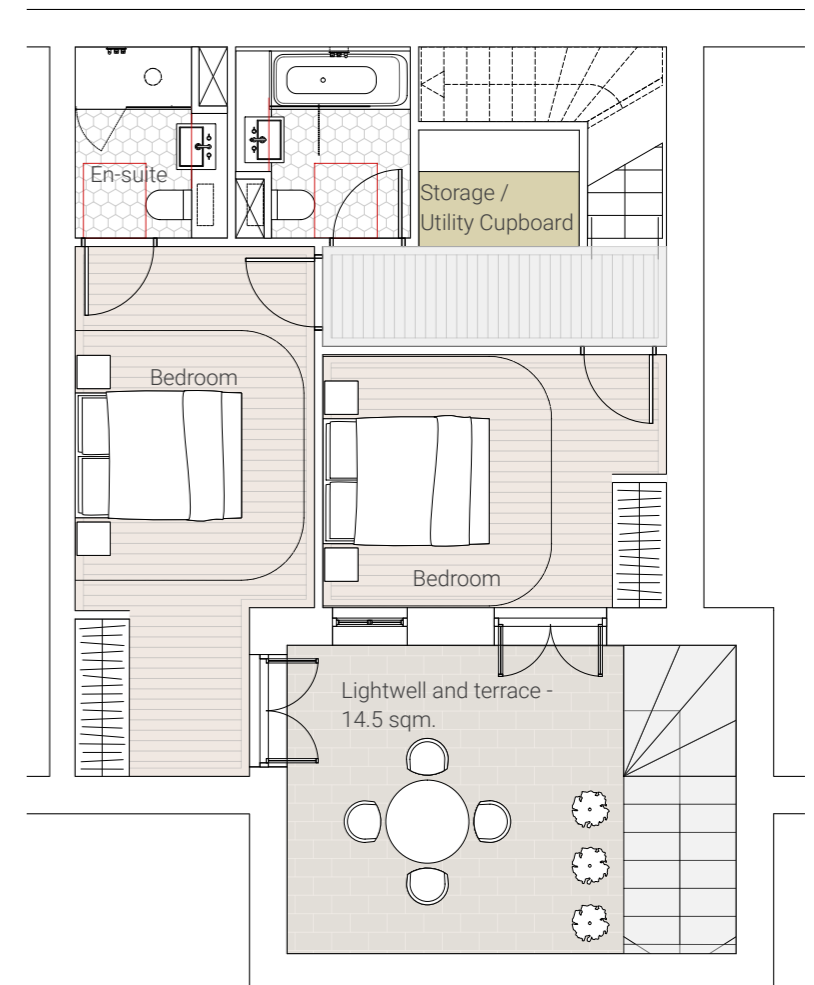 En-suite
Storage /
Utility Cupboard
Bedroom
Bedroom
Lightwell and terrace -
14.5 sqm.